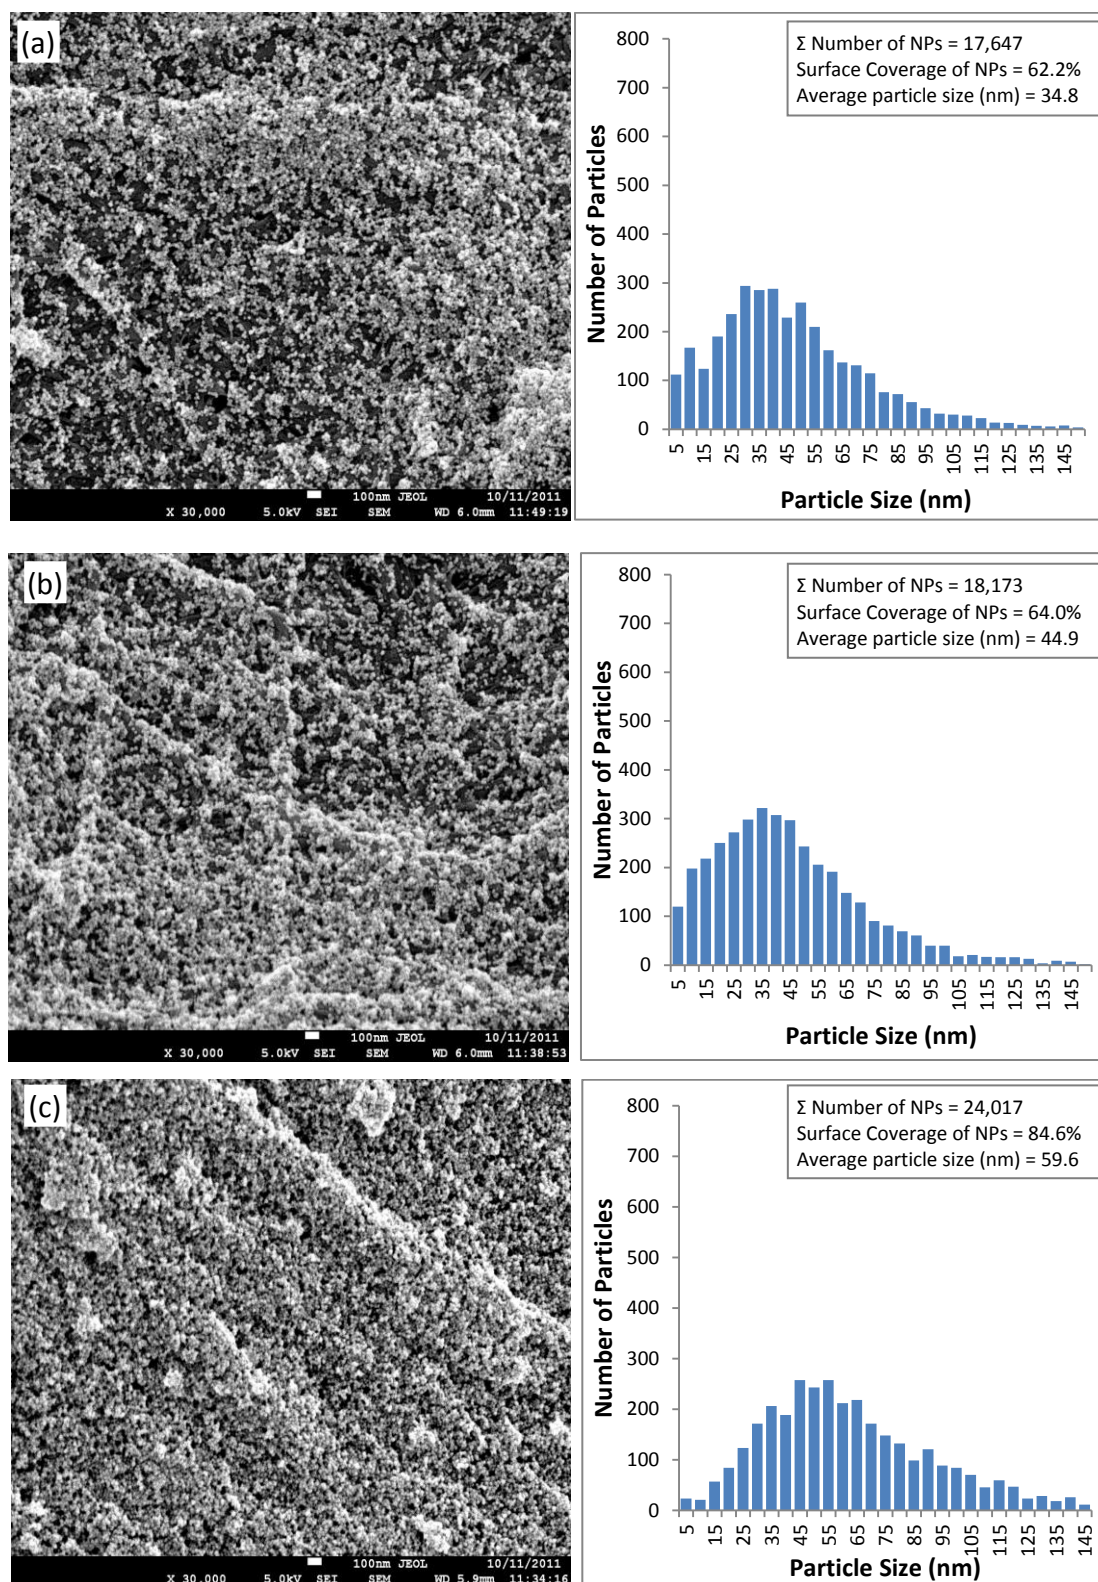 (a)
Σ Number of NPs = 17,647
Surface Coverage of NPs = 62.2%
Average particle size (nm) = 34.8
Number of Particles
800
700
600
500
400
300
200
100
0
5 15 25 35 45 55 65 75 85 95 105 115 125 135 145
Particle Size (nm)
100nm JEOL 10/11/2011
X 30,000 5.0kV SEI SEM WD 6.0mm 11:49:19
(b)
Σ Number of NPs = 18,173
Surface Coverage of NPs = 64.0%
Average particle size (nm) = 44.9
Number of Particles
800
700
600
500
400
300
200
100
0
5 15 25 35 45 55 65 75 85 95 105 115 125 135 145
Particle Size (nm)
100nm JEOL 10/11/2011
X 30,000 5.0kV SEI SEM WD 6.0mm 11:38:53
(c)
Σ Number of NPs = 24,017
Surface Coverage of NPs = 84.6%
Average particle size (nm) = 59.6
Number of Particles
800
700
600
500
400
300
200
100
0
5 15 25 35 45 55 65 75 85 95 105 115 125 135 145
Particle Size (nm)
100nm JEOL 10/11/2011
X 30,000 5.0kV SEI SEM WD 5.9mm 11:34:16